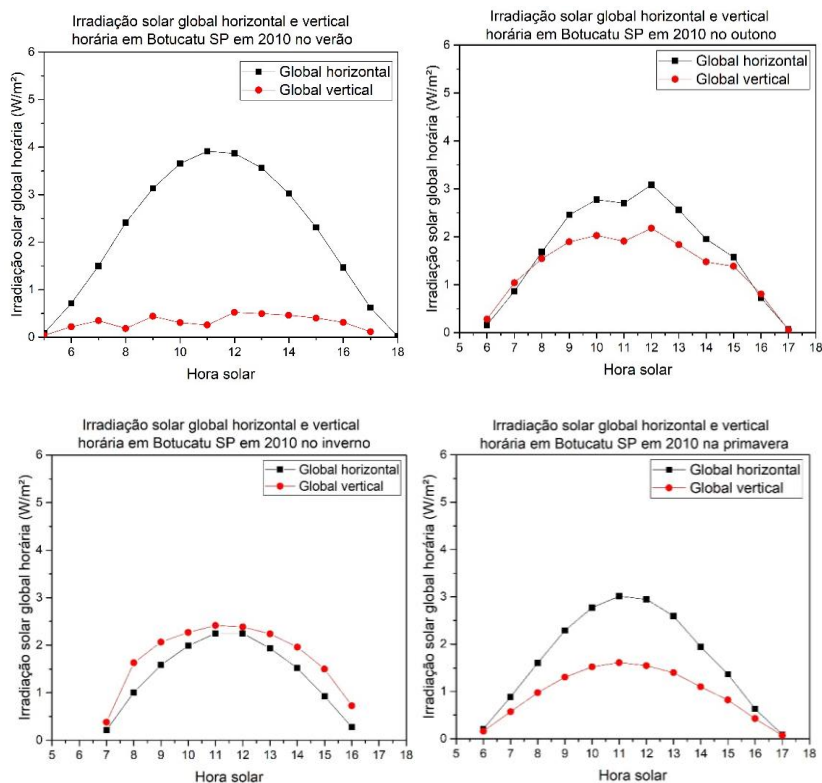 Irradiação solar global horizontal e vertical
horária em Botucatu SP em 2010 no verão
Irradiação solar global horária (W/m²)
6
5
4
3
2
1
0
Global horizontal
Global vertical
6 8 10 12 14 16 18
Hora solar
Irradiação solar global horizontal e vertical
horária em Botucatu SP em 2010 no outono
Irradiação solar global horária (W/m²)
6
5
4
3
2
1
0
Global horizontal
Global vertical
5 6 7 8 9 10 11 12 13 14 15 16 17 18
Hora solar
Irradiação solar global horizontal e vertical
horária em Botucatu SP em 2010 no inverno
Irradiação solar global horária (W/m²)
6
5
4
3
2
1
0
Global horizontal
Global vertical
5 6 7 8 9 10 11 12 13 14 15 16 17 18
Hora solar
Irradiação solar global horizontal e vertical
horária em Botucatu SP em 2010 na primavera
Irradiação solar global horária (W/m²)
6
5
4
3
2
1
0
Global horizontal
Global vertical
5 6 7 8 9 10 11 12 13 14 15 16 17 18
Hora solar